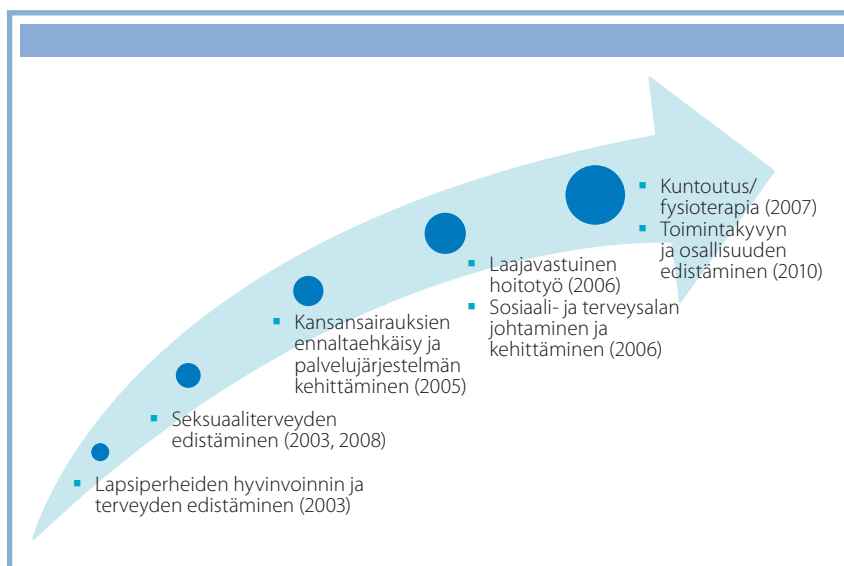 Kuntoutus/
fysioterapia (2007)
Toimintakyvyn
ja osallisuuden
edistäminen (2010)
Laajavastuinen
hoitotyö (2006)
Sosiaali- ja terveysalan
johtaminen ja
kehittäminen (2006)
Kansansairauksien
ennaltaehkäisy ja
palvelujärjestelmän
kehittäminen (2005)
Seksuaaliterveyden
edistäminen (2003, 2008)
Lapsiperheiden hyvinvoinnin ja
terveyden edistäminen (2003)